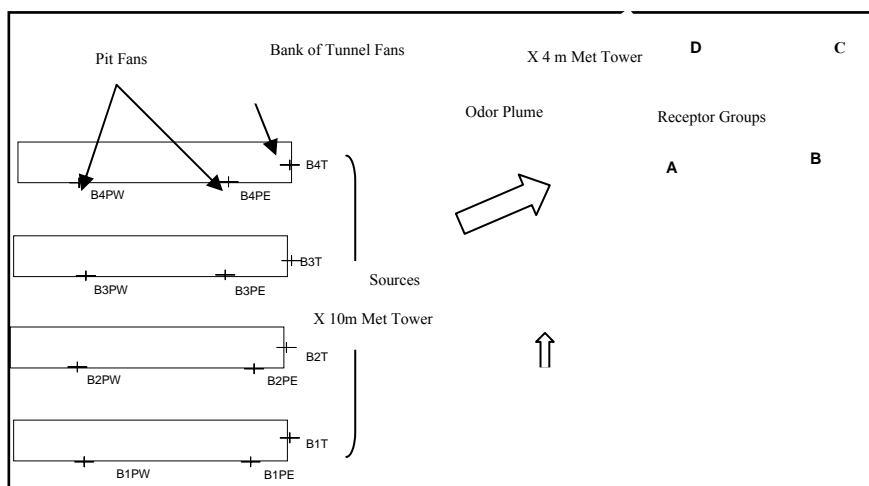 Pit Fans
Bank of Tunnel Fans
X 4 m Met Tower
D
C
Odor Plume
Receptor Groups
A
B
B4T
B4PW
B4PE
B3T
B3PW
B3PE
Sources
X 10m Met Tower
B2T
B2PW
B2PE
B1T
B1PW
B1PE